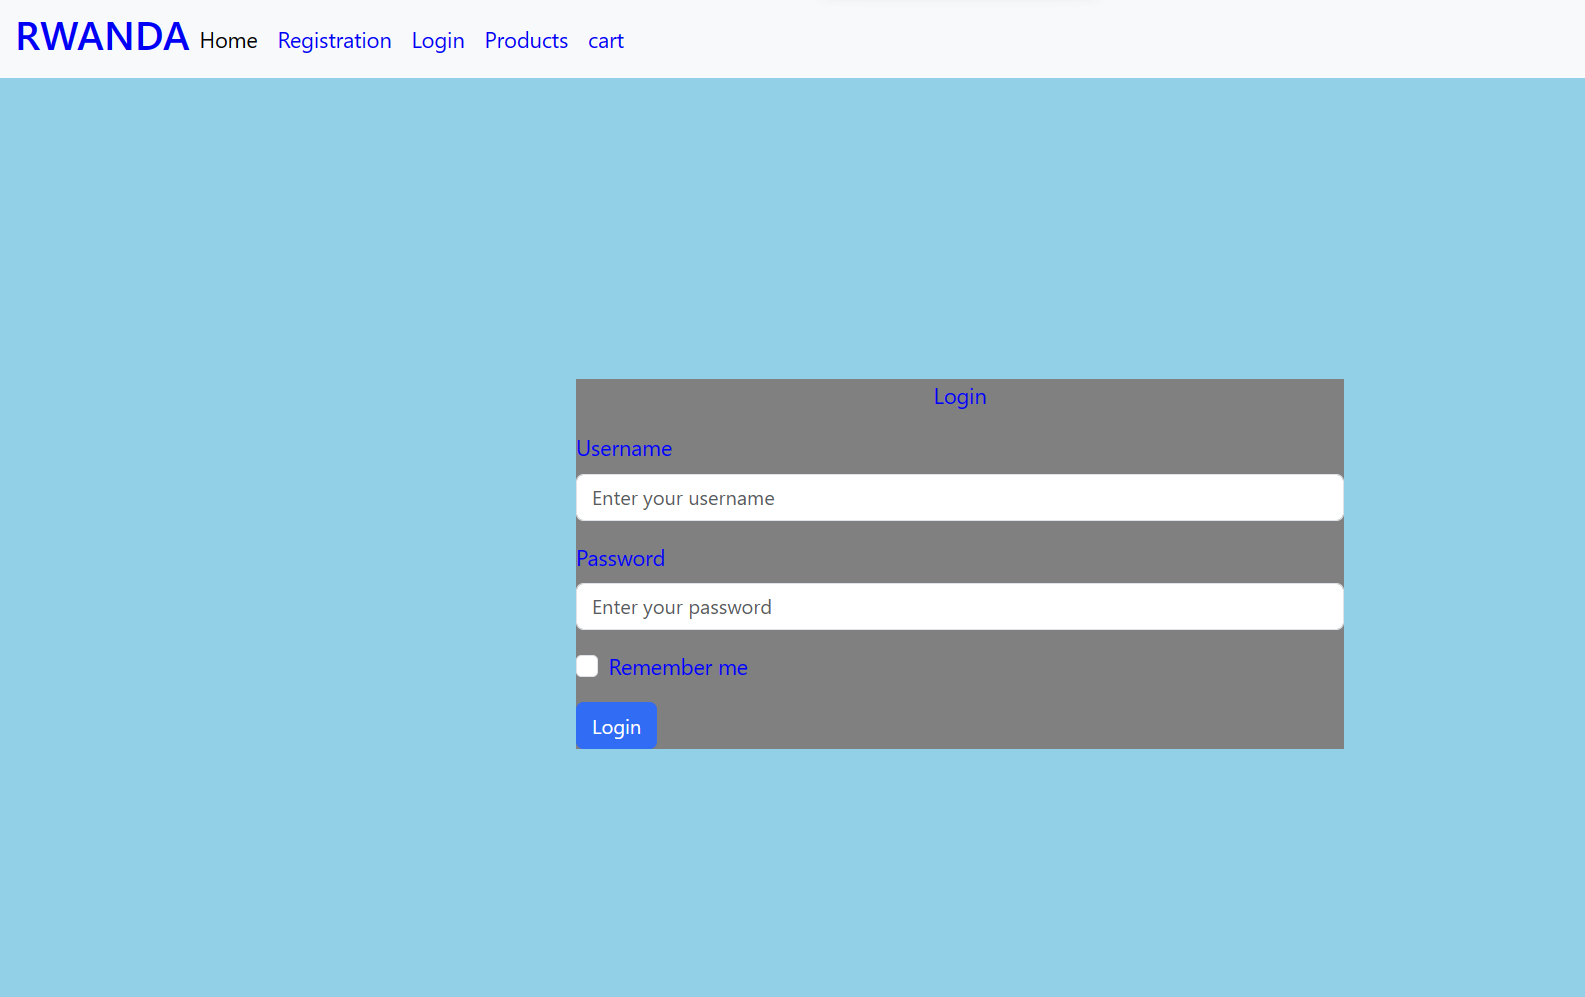 RWANDA Home Registration Login Products cart
Login
Username
Enter your username
Password
Enter your password
Remember me
Login